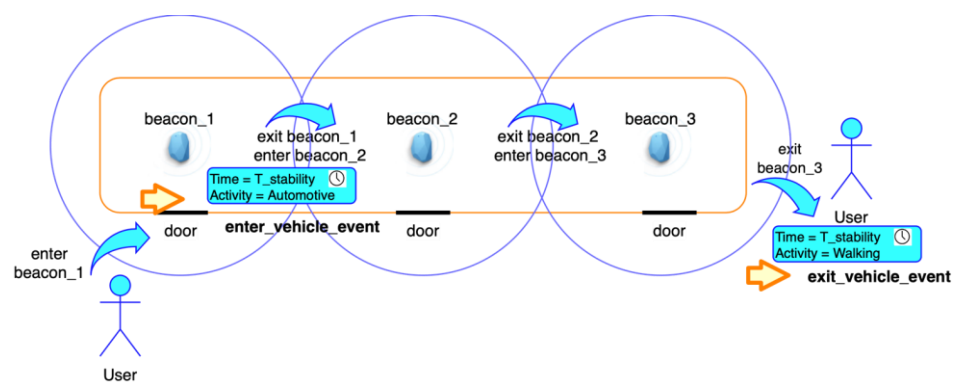 beacon_1
beacon_2
beacon_3
exit beacon_1
enter beacon_2
exit beacon_2
enter beacon_3
exit
beacon_3
Time = T_stability
Activity = Automotive
enter_vehicle_event
door
door
door
User
Time = T_stability
Activity = Walking
exit_vehicle_event
enter
beacon_1
User